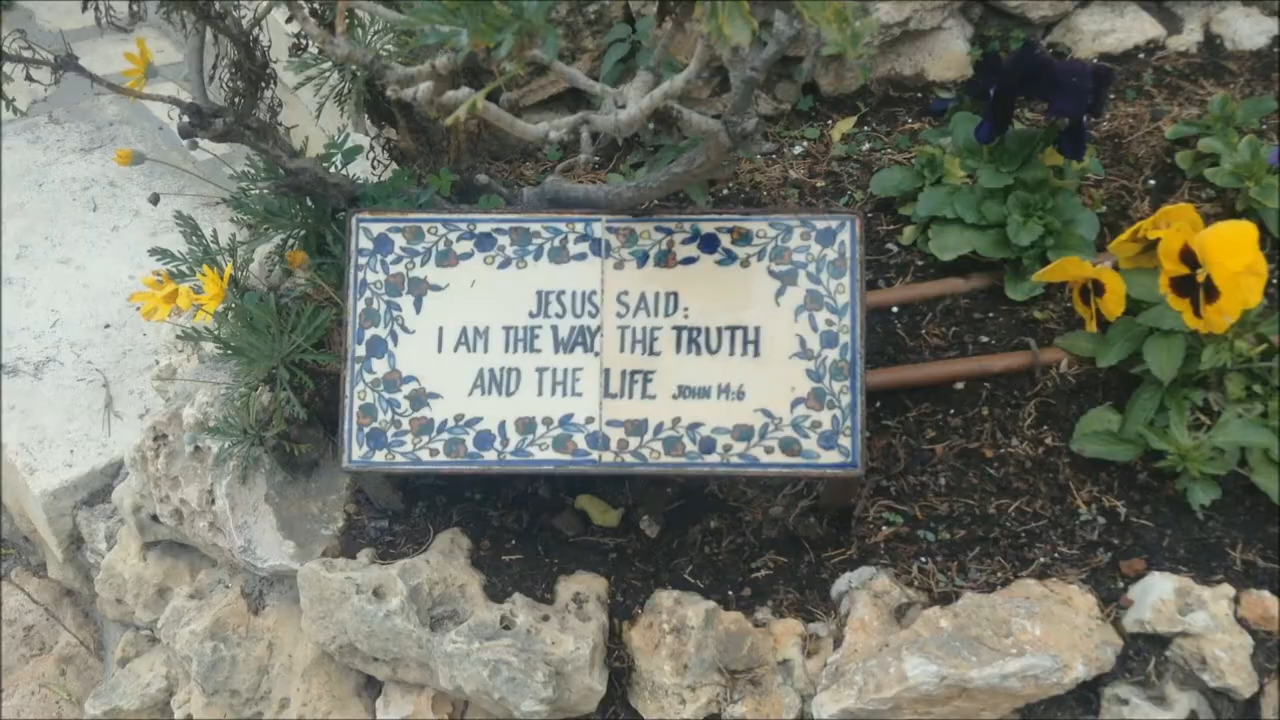 JESUS SAID:
I AM THE WAY, THE TRUTH
AND THE LIFE JOHN 14:6